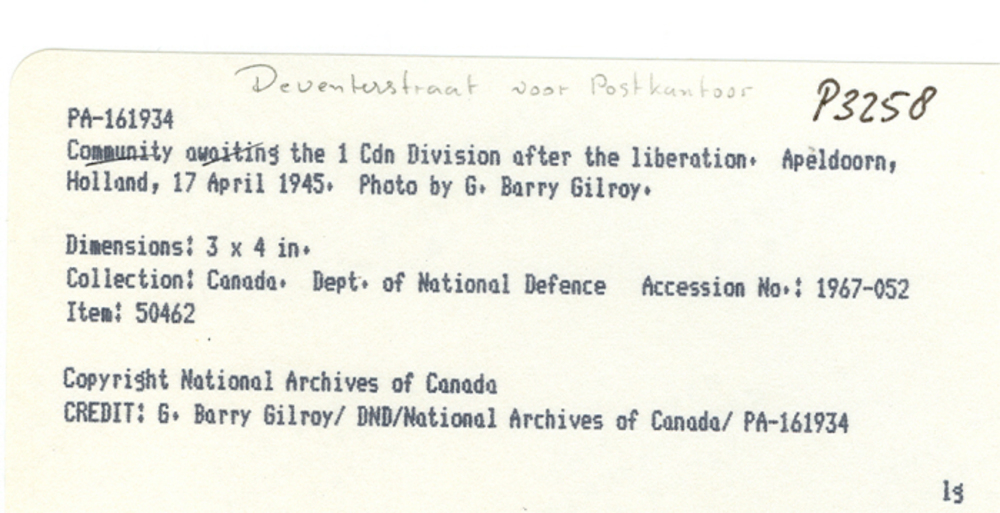 Deventerstraat voor Postkantoor
P3258
PA-161934
Community awaiting the 1 Cdn Division after the liberation. Apeldoorn,
Holland, 17 April 1945. Photo by G. Barry Gilroy.
Dimensions: 3 x 4 in.
Collection: Canada. Dept. of National Defence Accession No.: 1967-052
Item: 50462
Copyright National Archives of Canada
CREDIT: G. Barry Gilroy/ DND/National Archives of Canada/ PA-161934
lg